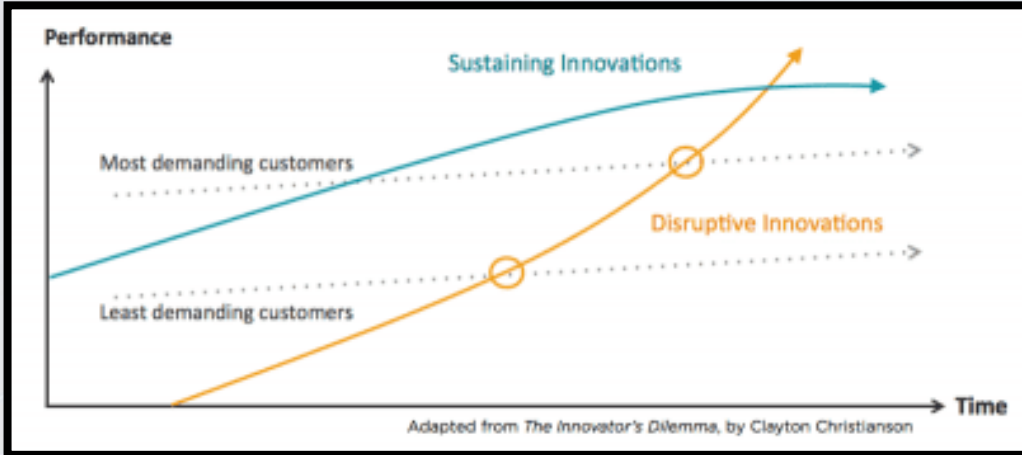 Performance
Sustaining Innovations
Most demanding customers
Disruptive Innovations
Least demanding customers
Time
Adapted from The Innovator's Dilemma, by Clayton Christianson